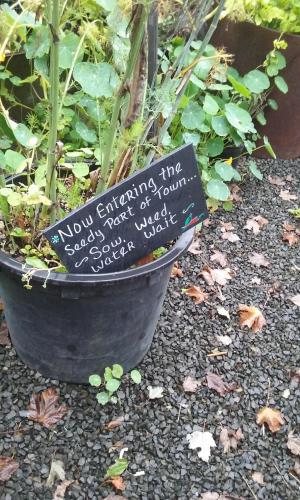 Now Entering the
Seedy Part of Town...
Sow, Weed,
Water, Wait